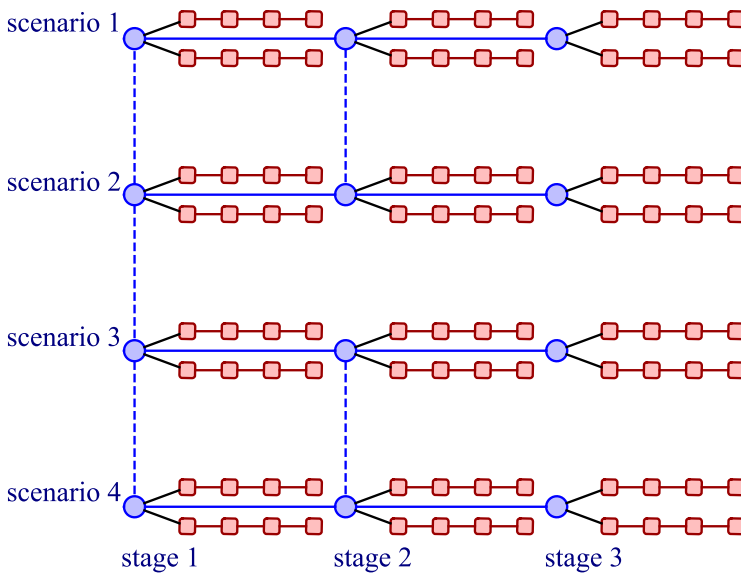 scenario 1
scenario 2
scenario 3
scenario 4
stage 1
stage 2
stage 3